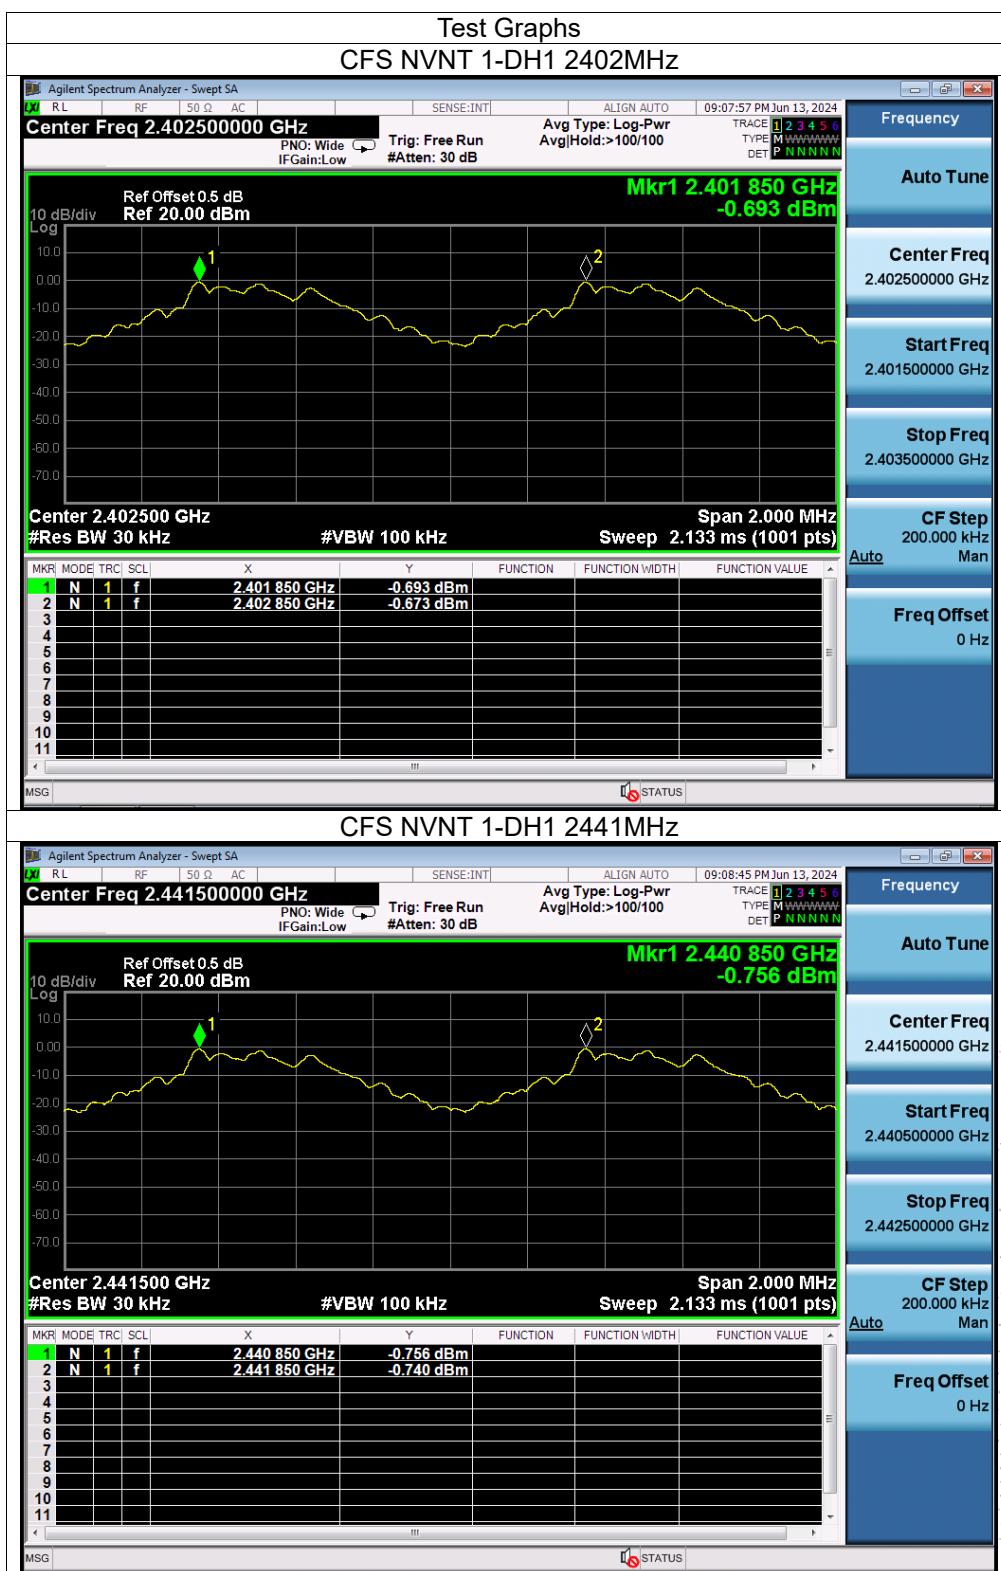 Test Graphs
CFS NVNT 1-DH1 2402MHz
Agilent Spectrum Analyzer - Swept SA
LXI RL RF 50 Ω AC SENSE:INT ALIGN AUTO 09:07:57 PM Jun 13, 2024
Center Freq 2.402500000 GHz Avg Type: Log-Pwr TRACE 1 2 3 4 5 6
PNO: Wide Trig: Free Run Avg|Hold:>100/100 TYPE M WWWWW
IFGain:Low #Atten: 30 dB DET P N N N N N
Frequency
Auto Tune
Mkr1 2.401 850 GHz
-0.693 dBm
Ref Offset 0.5 dB
10 dB/div Ref 20.00 dBm
Log
10.0
0.00
-10.0
-20.0
-30.0
-40.0
-50.0
-60.0
-70.0
1
2
Center 2.402500 GHz Span 2.000 MHz
#Res BW 30 kHz #VBW 100 kHz Sweep 2.133 ms (1001 pts)
Center Freq
2.402500000 GHz
Start Freq
2.401500000 GHz
Stop Freq
2.403500000 GHz
CF Step
200.000 kHz
Auto Man
Freq Offset
0 Hz
MKR MODE TRC SCL X Y FUNCTION FUNCTION WIDTH FUNCTION VALUE
1 N 1 f 2.401 850 GHz -0.693 dBm
2 N 1 f 2.402 850 GHz -0.673 dBm
3
4
5
6
7
8
9
10
11
MSG STATUS
CFS NVNT 1-DH1 2441MHz
Agilent Spectrum Analyzer - Swept SA
LXI RL RF 50 Ω AC SENSE:INT ALIGN AUTO 09:08:45 PM Jun 13, 2024
Center Freq 2.441500000 GHz Avg Type: Log-Pwr TRACE 1 2 3 4 5 6
PNO: Wide Trig: Free Run Avg|Hold:>100/100 TYPE M WWWWW
IFGain:Low #Atten: 30 dB DET P N N N N N
Frequency
Auto Tune
Mkr1 2.440 850 GHz
-0.756 dBm
Ref Offset 0.5 dB
10 dB/div Ref 20.00 dBm
Log
10.0
0.00
-10.0
-20.0
-30.0
-40.0
-50.0
-60.0
-70.0
1
2
Center 2.441500 GHz Span 2.000 MHz
#Res BW 30 kHz #VBW 100 kHz Sweep 2.133 ms (1001 pts)
Center Freq
2.441500000 GHz
Start Freq
2.440500000 GHz
Stop Freq
2.442500000 GHz
CF Step
200.000 kHz
Auto Man
Freq Offset
0 Hz
MKR MODE TRC SCL X Y FUNCTION FUNCTION WIDTH FUNCTION VALUE
1 N 1 f 2.440 850 GHz -0.756 dBm
2 N 1 f 2.441 850 GHz -0.740 dBm
3
4
5
6
7
8
9
10
11
MSG STATUS